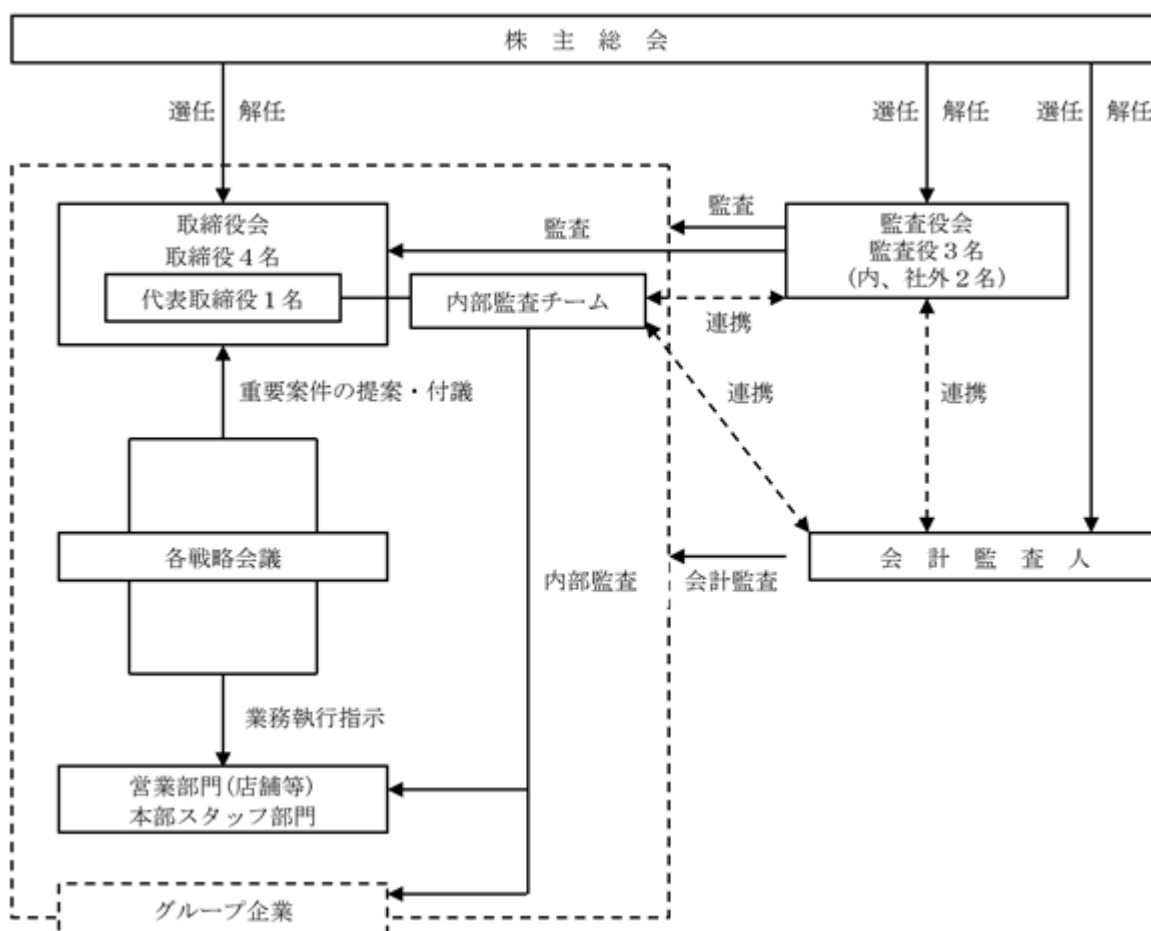 株 主 総 会
選任 解任
選任 解任
選任 解任
取締役会
取締役4名
代表取締役1名
監査
監査
監査役会
監査役3名
(内、社外2名)
内部監査チーム
連携
重要案件の提案・付議
連携
連携
各戦略会議
内部監査
会計監査
会 計 監 査 人
業務執行指示
営業部門(店舗等)
本部スタッフ部門
グループ企業